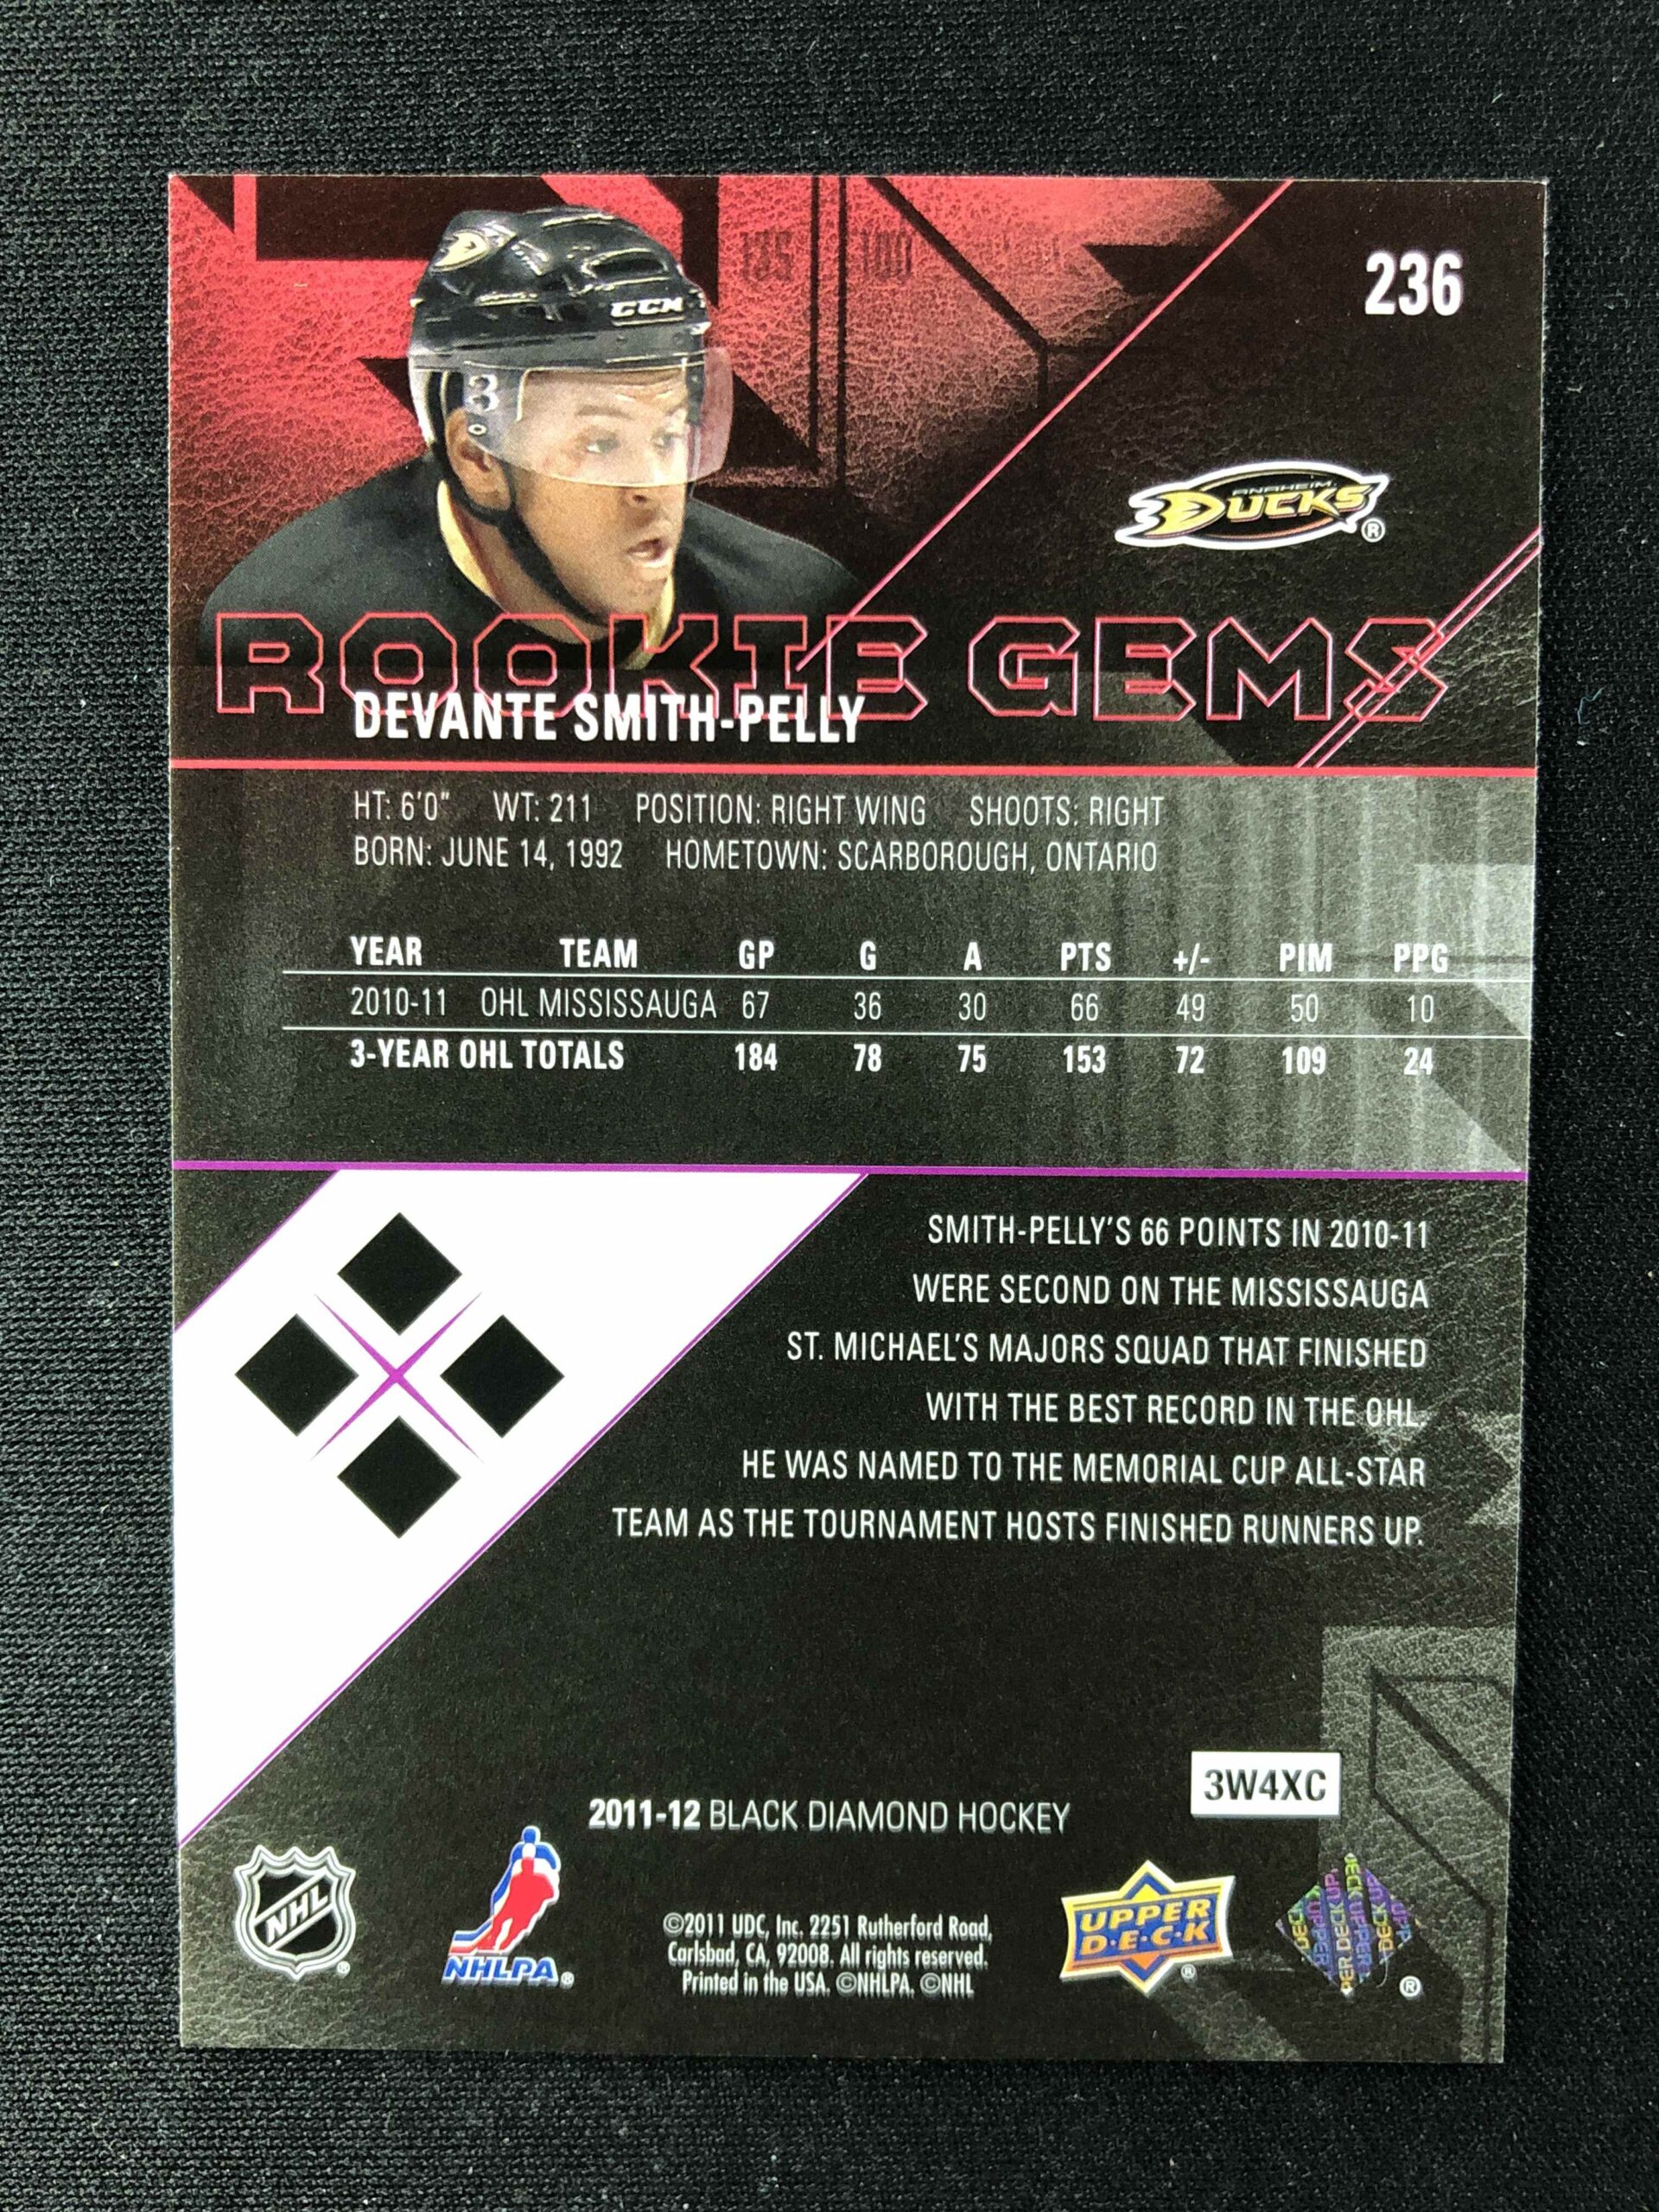 236
CCM
3
ANAHEIM
DUCKS®
ROOKIE GEMS
DEVANTE SMITH-PELLY
HT: 6'0" WT: 211 POSITION: RIGHT WING SHOOTS: RIGHT
BORN: JUNE 14, 1992 HOMETOWN: SCARBOROUGH, ONTARIO
YEAR TEAM GP G A PTS +/- PIM PPG
2010-11 OHL MISSISSAUGA 67 36 30 66 49 50 10
3-YEAR OHL TOTALS 184 78 75 153 72 109 24
SMITH-PELLY'S 66 POINTS IN 2010-11
WERE SECOND ON THE MISSISSAUGA
ST. MICHAEL'S MAJORS SQUAD THAT FINISHED
WITH THE BEST RECORD IN THE OHL.
HE WAS NAMED TO THE MEMORIAL CUP ALL-STAR
TEAM AS THE TOURNAMENT HOSTS FINISHED RUNNERS UP.
3W4XC
2011-12 BLACK DIAMOND HOCKEY
NHL®
NHLPA®
©2011 UDC, Inc. 2251 Rutherford Road,
Carlsbad, CA, 92008. All rights reserved.
Printed in the USA. ©NHLPA. ©NHL
UPPER
D•E•C•K®
®